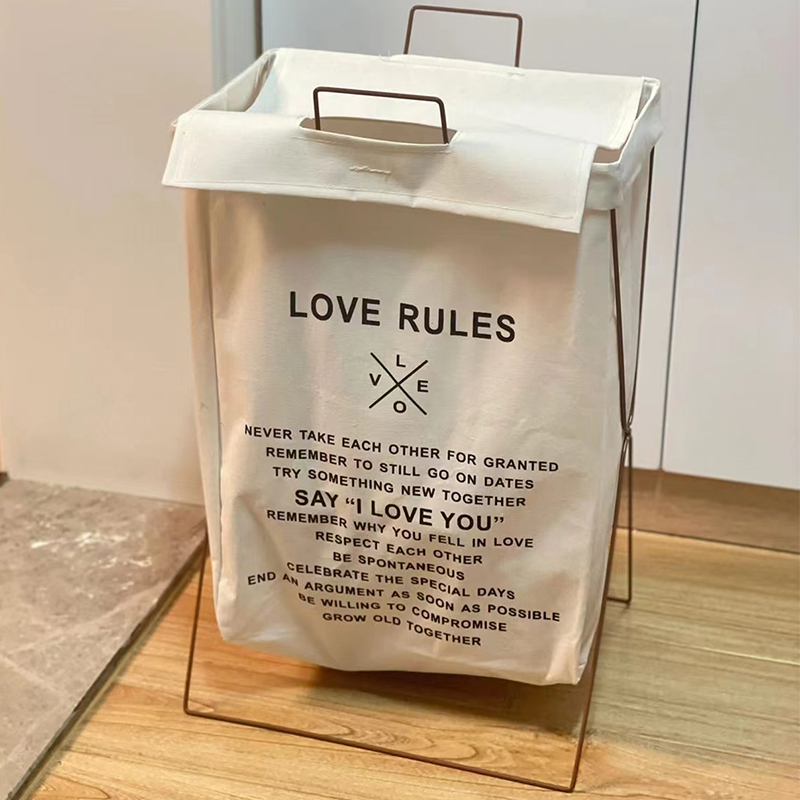 LOVE RULES
L
V E
O
NEVER TAKE EACH OTHER FOR GRANTED
REMEMBER TO STILL GO ON DATES
TRY SOMETHING NEW TOGETHER
SAY “I LOVE YOU”
REMEMBER WHY YOU FELL IN LOVE
RESPECT EACH OTHER
BE SPONTANEOUS
CELEBRATE THE SPECIAL DAYS
END AN ARGUMENT AS SOON AS POSSIBLE
BE WILLING TO COMPROMISE
GROW OLD TOGETHER